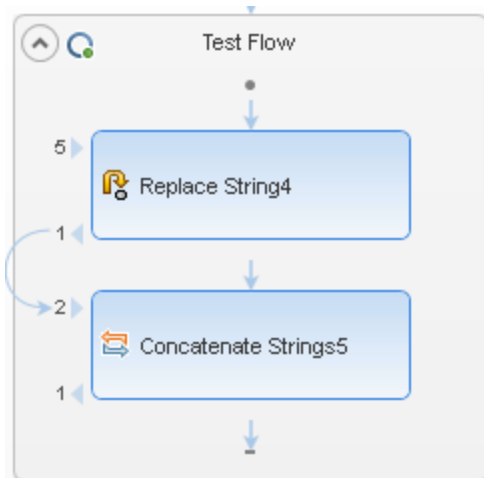 Test Flow
5
Replace String4
1
2
Concatenate Strings5
1